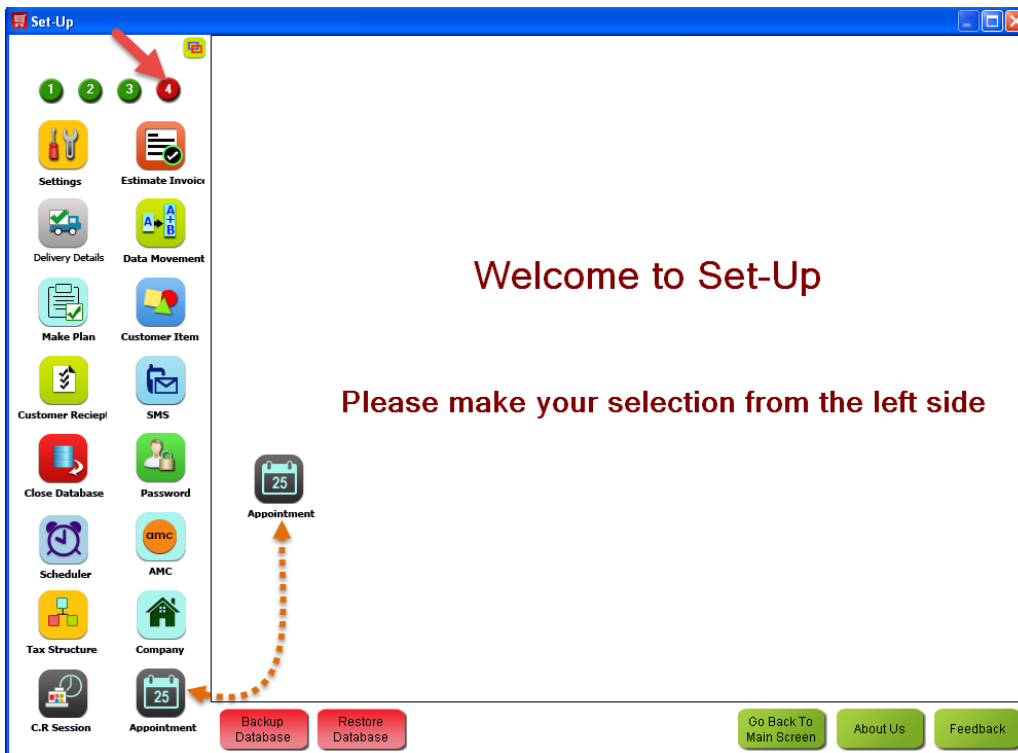 Set-Up
1 2 3 4
Settings Estimate Invoice
A A+B
Delivery Details Data Movement
Make Plan Customer Item
Customer Reciept SMS
Close Database Password
amc
Scheduler AMC
Tax Structure Company
25
C.R Session Appointment
Welcome to Set-Up
Please make your selection from the left side
25
Appointment
Backup
Database
Restore
Database
Go Back To
Main Screen
About Us
Feedback